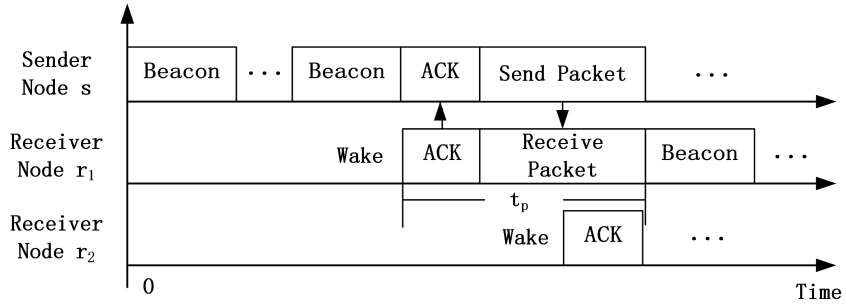 Sender
Node s
Beacon ... Beacon ACK Send Packet ...
Receiver
Node r₁
Wake ACK Receive
Packet Beacon ...
tₚ
Receiver
Node r₂
Wake ACK ...
0
Time